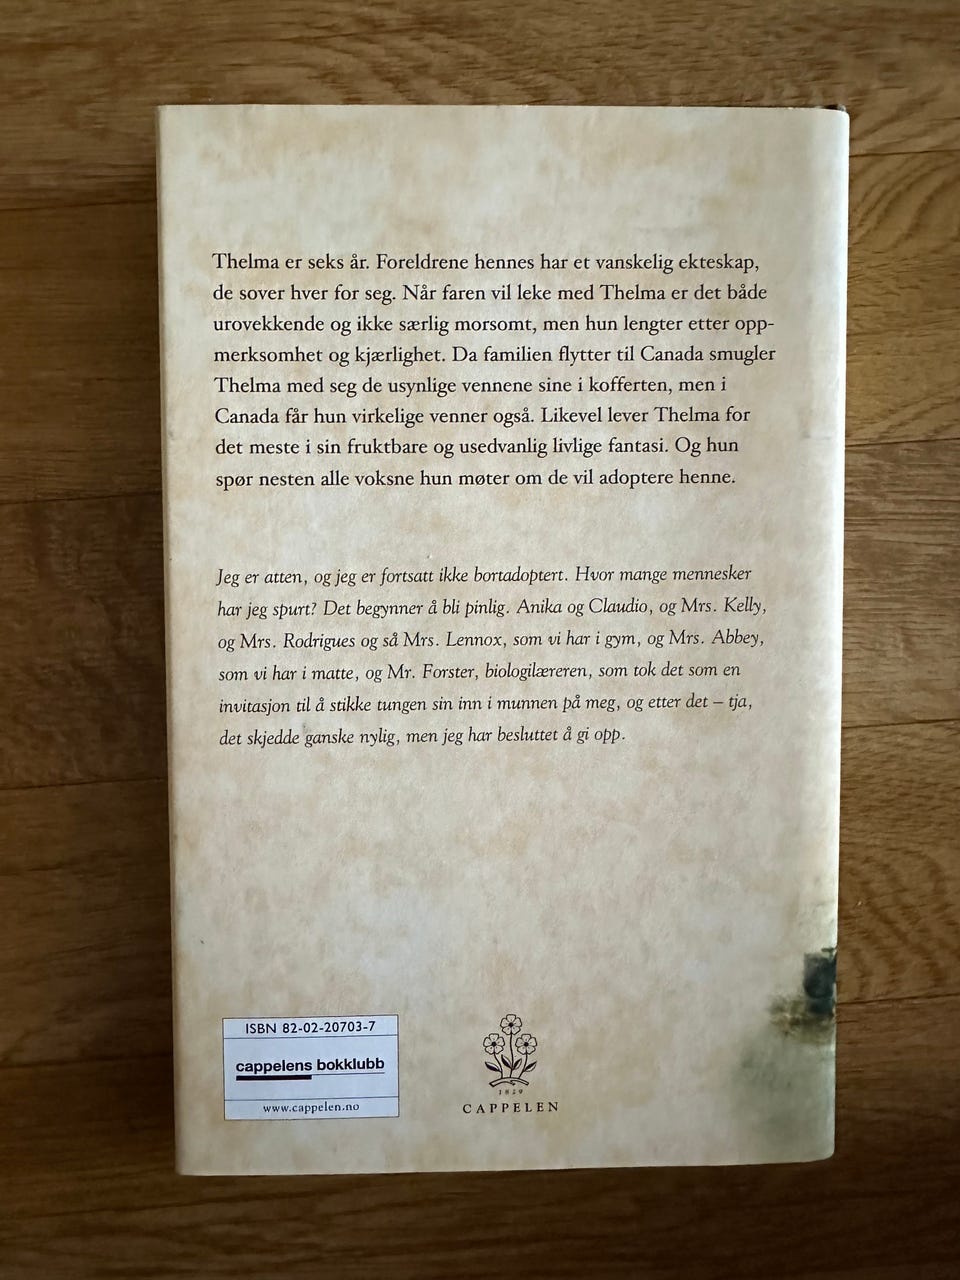 Thelma er seks år. Foreldrene hennes har et vanskelig ekteskap,
de sover hver for seg. Når faren vil leke med Thelma er det både
urovekkende og ikke særlig morsomt, men hun lengter etter opp-
merksomhet og kjærlighet. Da familien flytter til Canada smugler
Thelma med seg de usynlige vennene sine i kofferten, men i
Canada får hun virkelige venner også. Likevel lever Thelma for
det meste i sin fruktbare og usedvanlig livlige fantasi. Og hun
spør nesten alle voksne hun møter om de vil adoptere henne.
Jeg er atten, og jeg er fortsatt ikke bortadoptert. Hvor mange mennesker
har jeg spurt? Det begynner å bli pinlig. Anika og Claudio, og Mrs. Kelly,
og Mrs. Rodrigues og så Mrs. Lennox, som vi har i gym, og Mrs. Abbey,
som vi har i matte, og Mr. Forster, biologilæreren, som tok det som en
invitasjon til å stikke tungen sin inn i munnen på meg, og etter det – tja,
det skjedde ganske nylig, men jeg har besluttet å gi opp.
ISBN 82-02-20703-7
cappelens bokklubb
www.cappelen.no
1829
CAPPELEN